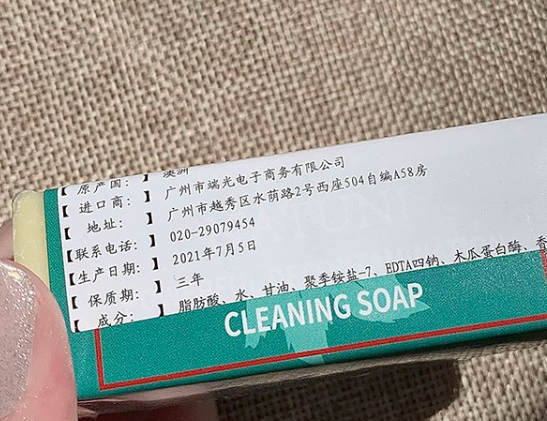 【 原产国: 】 澳洲
【 进口商: 】 广州市端光电子商务有限公司
【 地址: 】 广州市越秀区水荫路2号西座504自编A58房
【联系电话: 】 020-29079454
【生产日期: 】 2021年7月5日
【 保质期: 】 三年
【 成分: 】 脂肪酸、水、甘油、聚季铵盐-7、EDTA四钠、木瓜蛋白酶、香
CLEANING SOAP